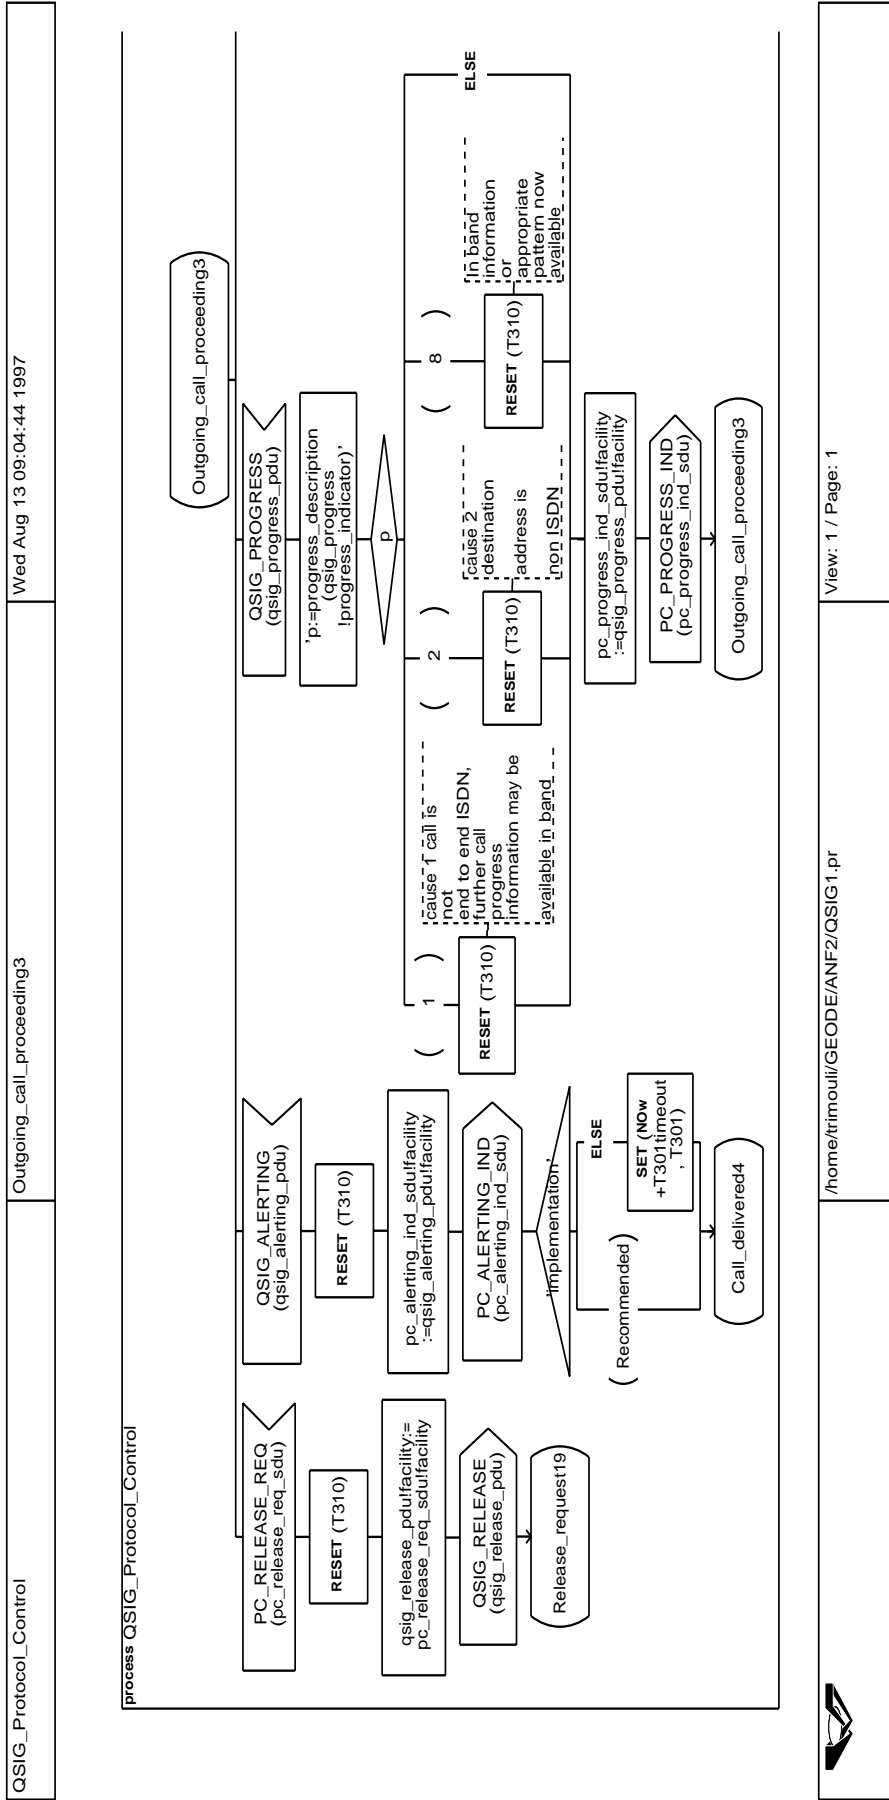 QSIG_Protocol_Control
Outgoing_call_proceeding3
Wed Aug 13 09:04:44 1997
process QSIG_Protocol_Control
Outgoing_call_proceeding3
PC_RELEASE_REQ
(pc_release_req_sdu)
RESET (T310)
qsig_release_pdu!facility:=
pc_release_req_sdu!facility
QSIG_RELEASE
(qsig_release_pdu)
Release_request19
QSIG_ALERTING
(qsig_alerting_pdu)
RESET (T310)
pc_alerting_ind_sdu!facility
:=qsig_alerting_pdu!facility
PC_ALERTING_IND
(pc_alerting_ind_sdu)
'implementation'
( Recommended )
ELSE
SET (NOw
+T301timeout
, T301)
Call_delivered4
QSIG_PROGRESS
(qsig_progress_pdu)
'p:=progress_description
(qsig_progress
!progress_indicator)'
p
( 1 )
RESET (T310)
cause 1 call is
not
end to end ISDN,
further call
progress
information may be
available in band
( 2 )
RESET (T310)
cause 2
destination
address is
non ISDN
( 8 )
RESET (T310)
In band
information
or
appropriate
pattern now
available
ELSE
pc_progress_ind_sdu!facility
:=qsig_progress_pdu!facility
PC_PROGRESS_IND
(pc_progress_ind_sdu)
Outgoing_call_proceeding3
/home/trimouli/GEODE/ANF2/QSIG1.pr
View: 1 / Page: 1